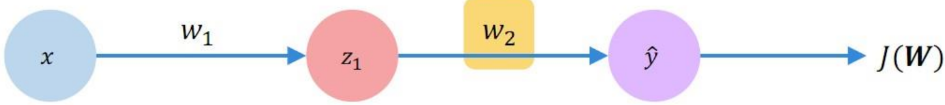 x w₁ z₁ w₂ ŷ J(W)